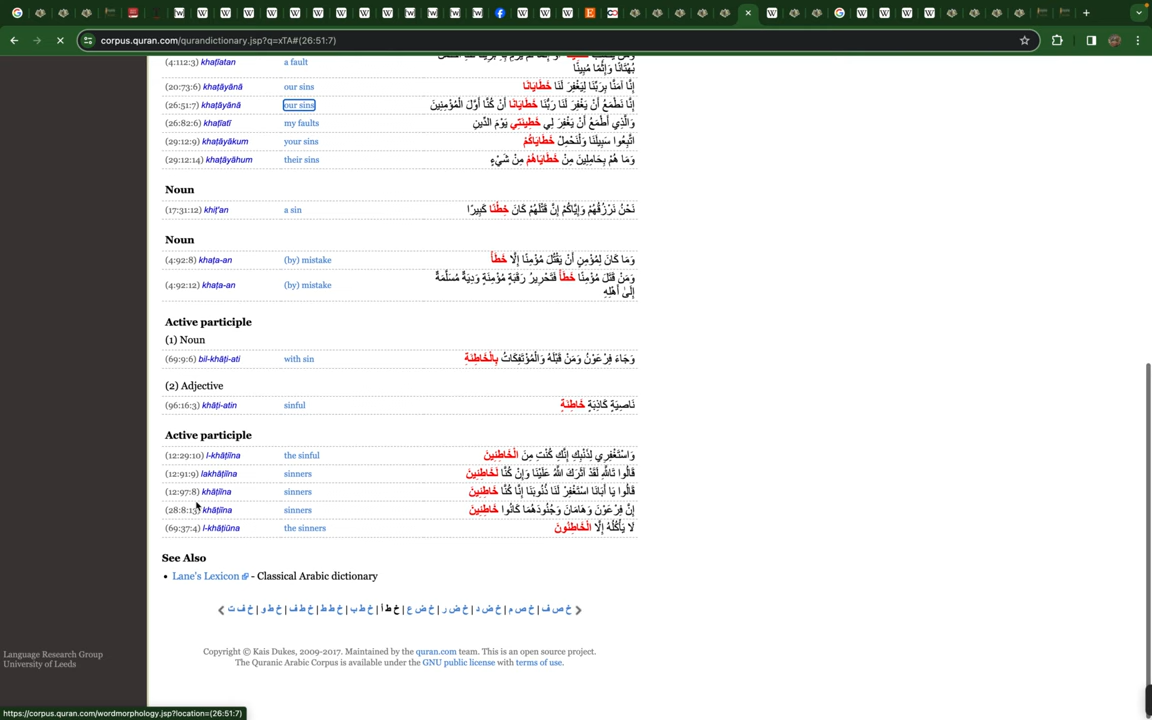 corpus.quran.com/qurandictionary.jsp?q=xTA#(26:51:7)
(4:112:3) khaṭīatan a fault بُهْتَانًا وَإِثْمًا مُبِينًا
(20:73:6) khaṭāyānā our sins إِنَّا آمَنَّا بِرَبِّنَا لِيَغْفِرَ لَنَا خَطَايَانَا
(26:51:7) khaṭāyānā our sins إِنَّا نَطْمَعُ أَنْ يَغْفِرَ لَنَا رَبُّنَا خَطَايَانَا أَنْ كُنَّا أَوَّلَ الْمُؤْمِنِينَ
(26:82:6) khaṭīatī my faults وَالَّذِي أَطْمَعُ أَنْ يَغْفِرَ لِي خَطِيئَتِي يَوْمَ الدِّينِ
(29:12:9) khaṭāyākum your sins اتَّبِعُوا سَبِيلَنَا وَلْنَحْمِلْ خَطَايَاكُمْ
(29:12:14) khaṭāyāhum their sins وَمَا هُمْ بِحَامِلِينَ مِنْ خَطَايَاهُمْ مِنْ شَيْءٍ
Noun
(17:31:12) khiṭ'an a sin نَحْنُ نَرْزُقُهُمْ وَإِيَّاكُمْ إِنَّ قَتْلَهُمْ كَانَ خِطْئًا كَبِيرًا
Noun
(4:92:8) khaṭa-an (by) mistake وَمَا كَانَ لِمُؤْمِنٍ أَنْ يَقْتُلَ مُؤْمِنًا إِلَّا خَطَأً
(4:92:12) khaṭa-an (by) mistake وَمَنْ قَتَلَ مُؤْمِنًا خَطَأً فَتَحْرِيرُ رَقَبَةٍ مُؤْمِنَةٍ وَدِيَةٌ مُسَلَّمَةٌ
إِلَىٰ أَهْلِهِ
Active participle
(1) Noun
(69:9:6) bil-khāṭi-ati with sin وَجَاءَ فِرْعَوْنُ وَمَنْ قَبْلَهُ وَالْمُؤْتَفِكَاتُ بِالْخَاطِئَةِ
(2) Adjective
(96:16:3) khāṭi-atin sinful نَاصِيَةٍ كَاذِبَةٍ خَاطِئَةٍ
Active participle
(12:29:10) l-khāṭiīna the sinful وَاسْتَغْفِرِي لِذَنْبِكِ إِنَّكِ كُنْتِ مِنَ الْخَاطِئِينَ
(12:91:9) lakhāṭiīna sinners قَالُوا تَاللَّهِ لَقَدْ آثَرَكَ اللَّهُ عَلَيْنَا وَإِنْ كُنَّا لَخَاطِئِينَ
(12:97:8) khāṭiīna sinners قَالُوا يَا أَبَانَا اسْتَغْفِرْ لَنَا ذُنُوبَنَا إِنَّا كُنَّا خَاطِئِينَ
(28:8:13) khāṭiīna sinners إِنَّ فِرْعَوْنَ وَهَامَانَ وَجُنُودَهُمَا كَانُوا خَاطِئِينَ
(69:37:4) l-khāṭiūna the sinners لَا يَأْكُلُهُ إِلَّا الْخَاطِئُونَ
See Also
• Lane's Lexicon - Classical Arabic dictionary
خ ص ف | خ ص م | خ ض د | خ ض ر | خ ض ع | خ ط أ | خ ط ب | خ ط ط | خ ط ف | خ ط و | خ ف ت
Language Research Group
University of Leeds
Copyright © Kais Dukes, 2009-2017. Maintained by the quran.com team. This is an open source project.
The Quranic Arabic Corpus is available under the GNU public license with terms of use.
https://corpus.quran.com/wordmorphology.jsp?location=(26:51:7)